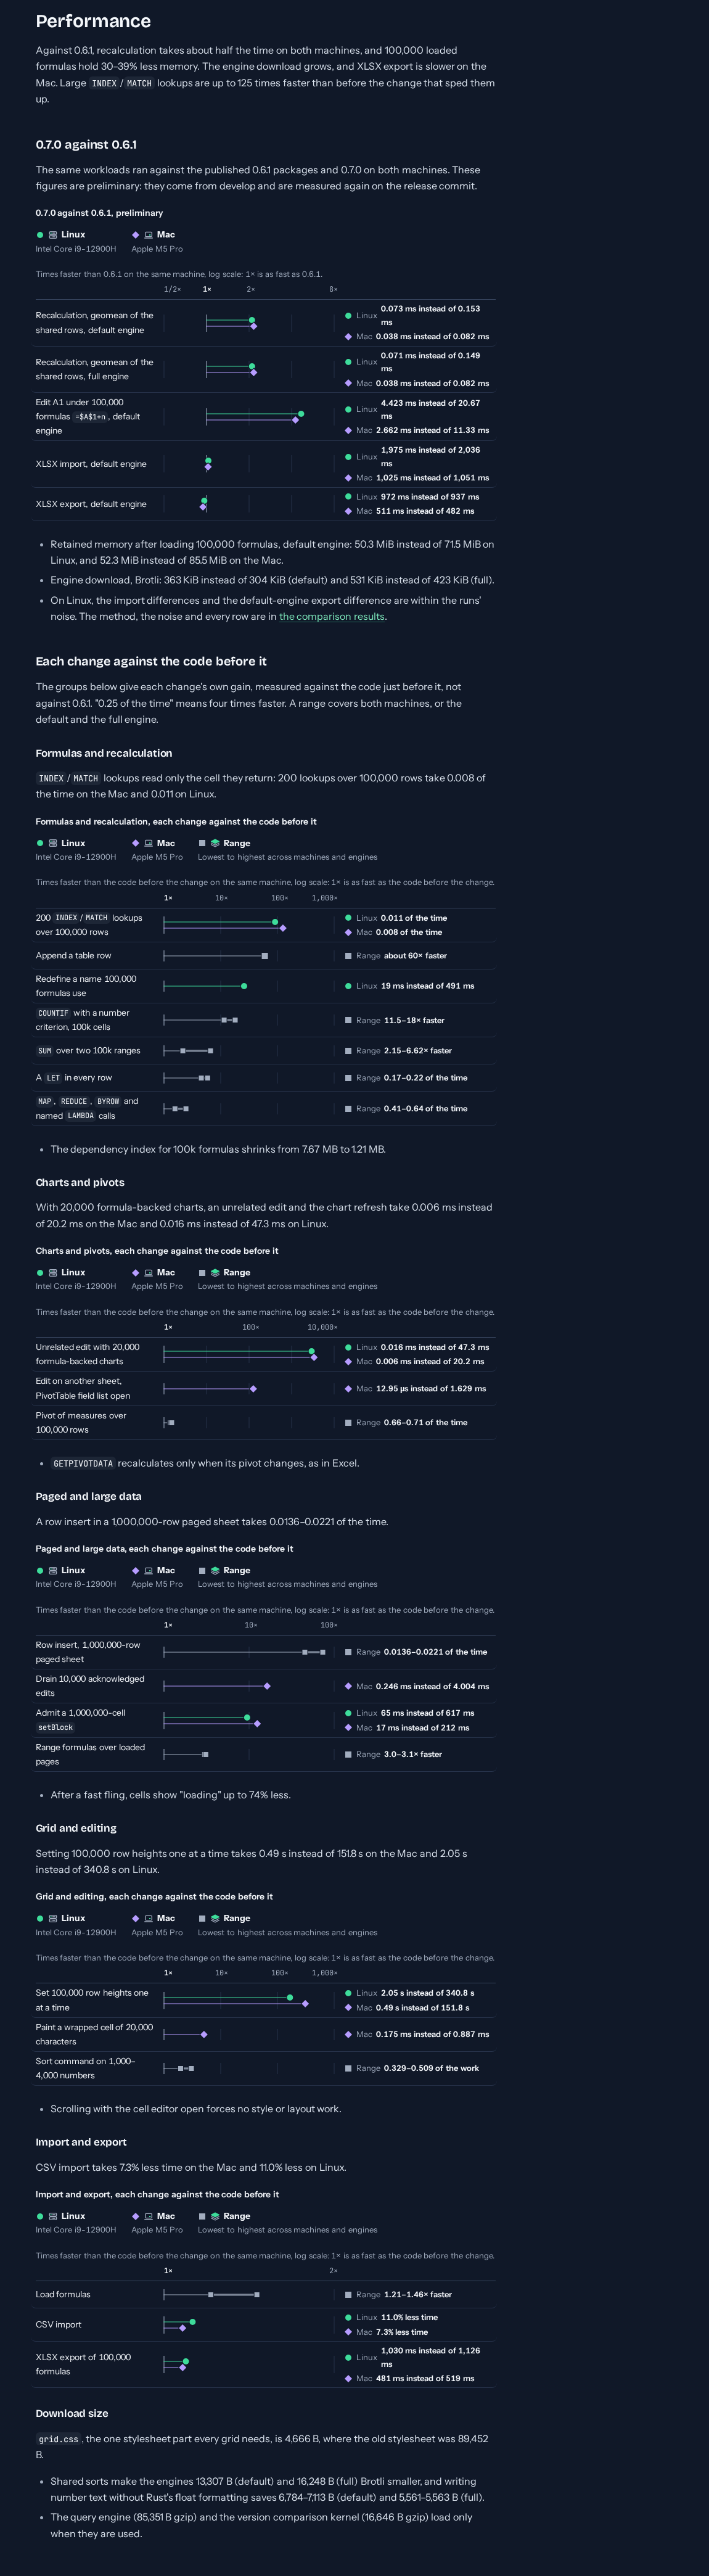 Performance
Against 0.6.1, recalculation takes about half the time on both machines, and 100,000 loaded
formulas hold 30–39% less memory. The engine download grows, and XLSX export is slower on the
Mac. Large INDEX / MATCH lookups are up to 125 times faster than before the change that sped them
up.
0.7.0 against 0.6.1
The same workloads ran against the published 0.6.1 packages and 0.7.0 on both machines. These
figures are preliminary: they come from develop and are measured again on the release commit.
0.7.0 against 0.6.1, preliminary
Linux Mac
Intel Core i9-12900H Apple M5 Pro
Times faster than 0.6.1 on the same machine, log scale: 1× is as fast as 0.6.1.
1/2× 1× 2× 8×
Recalculation, geomean of the
shared rows, default engine
Linux 0.073 ms instead of 0.153
ms
Mac 0.038 ms instead of 0.082 ms
Recalculation, geomean of the
shared rows, full engine
Linux 0.071 ms instead of 0.149
ms
Mac 0.038 ms instead of 0.082 ms
Edit A1 under 100,000
formulas =$A$1+n, default
engine
Linux 4.423 ms instead of 20.67
ms
Mac 2.662 ms instead of 11.33 ms
XLSX import, default engine
Linux 1,975 ms instead of 2,036
ms
Mac 1,025 ms instead of 1,051 ms
XLSX export, default engine
Linux 972 ms instead of 937 ms
Mac 511 ms instead of 482 ms
• Retained memory after loading 100,000 formulas, default engine: 50.3 MiB instead of 71.5 MiB on
Linux, and 52.3 MiB instead of 85.5 MiB on the Mac.
• Engine download, Brotli: 363 KiB instead of 304 KiB (default) and 531 KiB instead of 423 KiB (full).
• On Linux, the import differences and the default-engine export difference are within the runs'
noise. The method, the noise and every row are in the comparison results.
Each change against the code before it
The groups below give each change's own gain, measured against the code just before it, not
against 0.6.1. "0.25 of the time" means four times faster. A range covers both machines, or the
default and the full engine.
Formulas and recalculation
INDEX / MATCH lookups read only the cell they return: 200 lookups over 100,000 rows take 0.008 of
the time on the Mac and 0.011 on Linux.
Formulas and recalculation, each change against the code before it
Linux Mac Range
Intel Core i9-12900H Apple M5 Pro Lowest to highest across machines and engines
Times faster than the code before the change on the same machine, log scale: 1× is as fast as the code before the change.
1× 10× 100× 1,000×
200 INDEX / MATCH lookups
over 100,000 rows
Linux 0.011 of the time
Mac 0.008 of the time
Append a table row
Range about 60× faster
Redefine a name 100,000
formulas use
Linux 19 ms instead of 491 ms
COUNTIF with a number
criterion, 100k cells
Range 11.5–18× faster
SUM over two 100k ranges
Range 2.15–6.62× faster
A LET in every row
Range 0.17–0.22 of the time
MAP, REDUCE, BYROW and
named LAMBDA calls
Range 0.41–0.64 of the time
• The dependency index for 100k formulas shrinks from 7.67 MB to 1.21 MB.
Charts and pivots
With 20,000 formula-backed charts, an unrelated edit and the chart refresh take 0.006 ms instead
of 20.2 ms on the Mac and 0.016 ms instead of 47.3 ms on Linux.
Charts and pivots, each change against the code before it
Linux Mac Range
Intel Core i9-12900H Apple M5 Pro Lowest to highest across machines and engines
Times faster than the code before the change on the same machine, log scale: 1× is as fast as the code before the change.
1× 100× 10,000×
Unrelated edit with 20,000
formula-backed charts
Linux 0.016 ms instead of 47.3 ms
Mac 0.006 ms instead of 20.2 ms
Edit on another sheet,
PivotTable field list open
Mac 12.95 µs instead of 1.629 ms
Pivot of measures over
100,000 rows
Range 0.66–0.71 of the time
• GETPIVOTDATA recalculates only when its pivot changes, as in Excel.
Paged and large data
A row insert in a 1,000,000-row paged sheet takes 0.0136–0.0221 of the time.
Paged and large data, each change against the code before it
Linux Mac Range
Intel Core i9-12900H Apple M5 Pro Lowest to highest across machines and engines
Times faster than the code before the change on the same machine, log scale: 1× is as fast as the code before the change.
1× 10× 100×
Row insert, 1,000,000-row
paged sheet
Range 0.0136–0.0221 of the time
Drain 10,000 acknowledged
edits
Mac 0.246 ms instead of 4.004 ms
Admit a 1,000,000-cell
setBlock
Linux 65 ms instead of 617 ms
Mac 17 ms instead of 212 ms
Range formulas over loaded
pages
Range 3.0–3.1× faster
• After a fast fling, cells show "loading" up to 74% less.
Grid and editing
Setting 100,000 row heights one at a time takes 0.49 s instead of 151.8 s on the Mac and 2.05 s
instead of 340.8 s on Linux.
Grid and editing, each change against the code before it
Linux Mac Range
Intel Core i9-12900H Apple M5 Pro Lowest to highest across machines and engines
Times faster than the code before the change on the same machine, log scale: 1× is as fast as the code before the change.
1× 10× 100× 1,000×
Set 100,000 row heights one
at a time
Linux 2.05 s instead of 340.8 s
Mac 0.49 s instead of 151.8 s
Paint a wrapped cell of 20,000
characters
Mac 0.175 ms instead of 0.887 ms
Sort command on 1,000–
4,000 numbers
Range 0.329–0.509 of the work
• Scrolling with the cell editor open forces no style or layout work.
Import and export
CSV import takes 7.3% less time on the Mac and 11.0% less on Linux.
Import and export, each change against the code before it
Linux Mac Range
Intel Core i9-12900H Apple M5 Pro Lowest to highest across machines and engines
Times faster than the code before the change on the same machine, log scale: 1× is as fast as the code before the change.
1× 2×
Load formulas
Range 1.21–1.46× faster
CSV import
Linux 11.0% less time
Mac 7.3% less time
XLSX export of 100,000
formulas
Linux 1,030 ms instead of 1,126
ms
Mac 481 ms instead of 519 ms
Download size
grid.css, the one stylesheet part every grid needs, is 4,666 B, where the old stylesheet was 89,452
B.
• Shared sorts make the engines 13,307 B (default) and 16,248 B (full) Brotli smaller, and writing
number text without Rust's float formatting saves 6,784–7,113 B (default) and 5,561–5,563 B (full).
• The query engine (85,351 B gzip) and the version comparison kernel (16,646 B gzip) load only
when they are used.